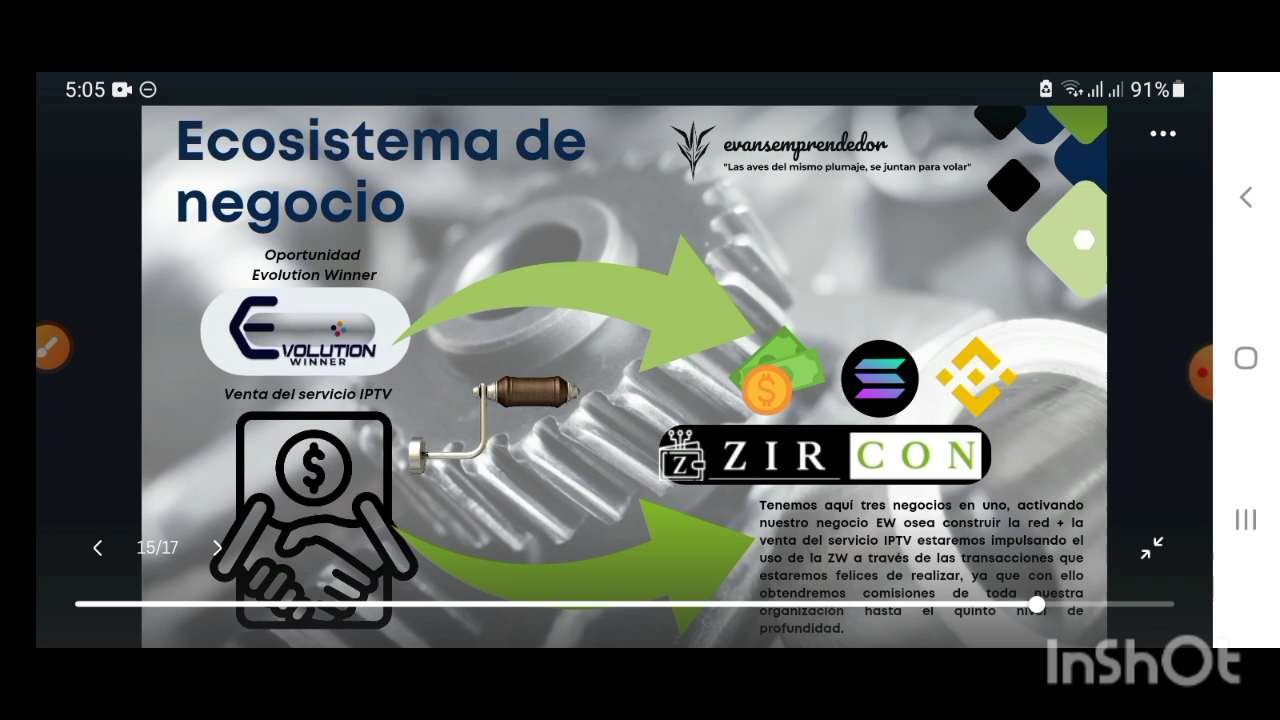 5:05
91%
Ecosistema de
negocio
evansemprendedor
"Las aves del mismo plumaje, se juntan para volar"
Oportunidad
Evolution Winner
EVOLUTION
WINNER
Venta del servicio IPTV
$
$
Z
ZIRCON
Tenemos aquí tres negocios en uno, activando
nuestro negocio EW osea construir la red + la
venta del servicio IPTV estaremos impulsando el
uso de la ZW a través de las transacciones que
estaremos felices de realizar, ya que con ello
obtendremos comisiones de toda nuestra
organización hasta el quinto nivel de
profundidad.
15/17
InShOt